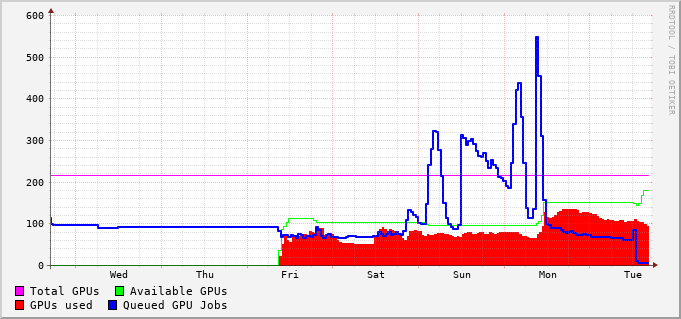 600
500
400
300
200
100
0
Wed Thu Fri Sat Sun Mon Tue
Total GPUs Available GPUs
GPUs used Queued GPU Jobs
RRDTOOL / TOBI OETIKER